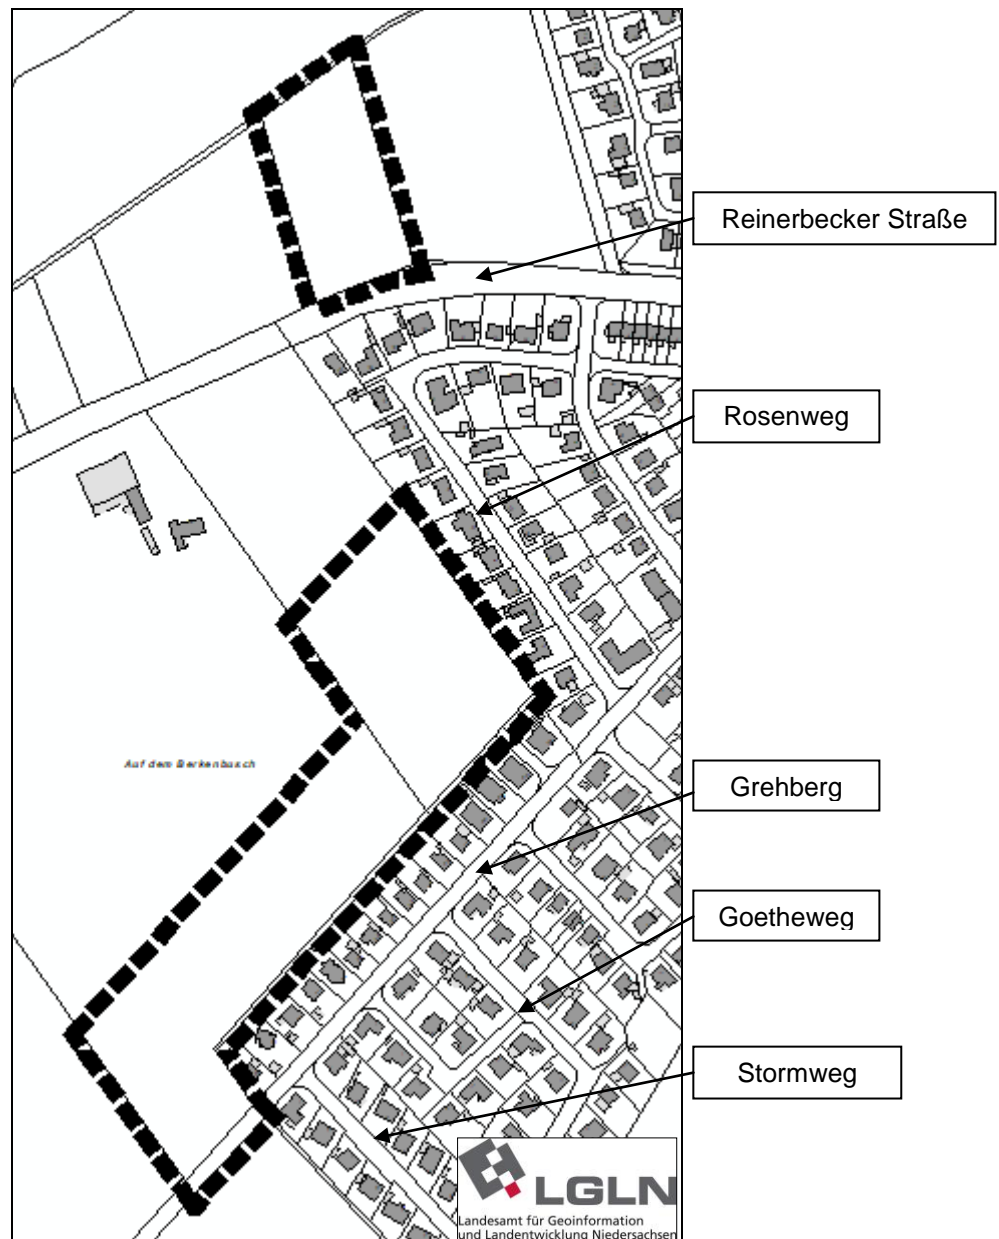 Reinerbecker Straße
Rosenweg
Auf dem Berkenbusch
Grehberg
Goetheweg
Stormweg
LGLN
Landesamt für Geoinformation
und Landentwicklung Niedersachsen